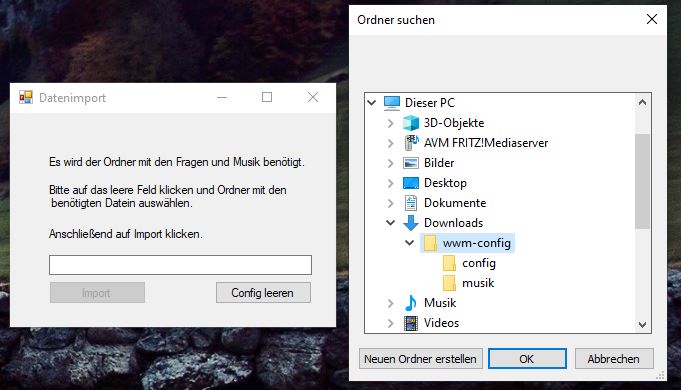 Datenimport
Es wird der Ordner mit den Fragen und Musik benötigt.
Bitte auf das leere Feld klicken und Ordner mit den
benötigten Datein auswählen.
Anschließend auf Import klicken.
Import
Config leeren
Ordner suchen
Dieser PC
3D-Objekte
AVM FRITZ!Mediaserver
Bilder
Desktop
Dokumente
Downloads
wwm-config
config
musik
Musik
Videos
Neuen Ordner erstellen
OK
Abbrechen